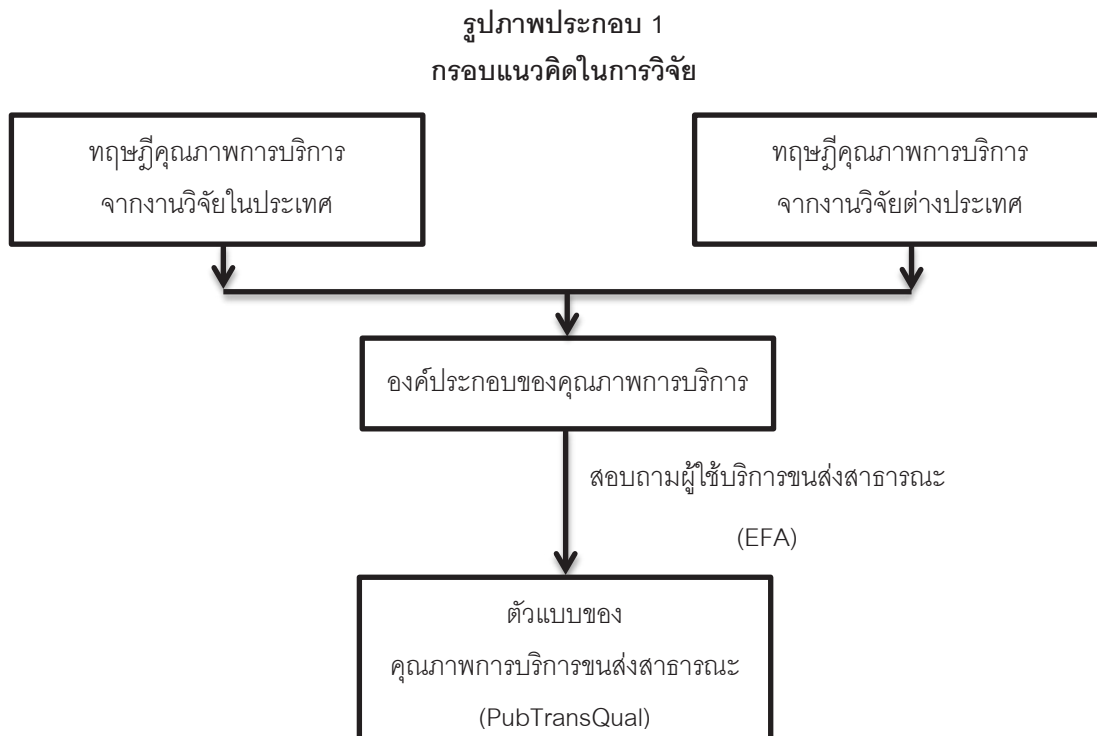 รูปภาพประกอบ 1
กรอบแนวคิดในการวิจัย
ทฤษฎีคุณภาพการบริการ
จากงานวิจัยในประเทศ
ทฤษฎีคุณภาพการบริการ
จากงานวิจัยต่างประเทศ
องค์ประกอบของคุณภาพการบริการ
สอบถามผู้ใช้บริการขนส่งสาธารณะ
(EFA)
ตัวแบบของ
คุณภาพการบริการขนส่งสาธารณะ
(PubTransQual)